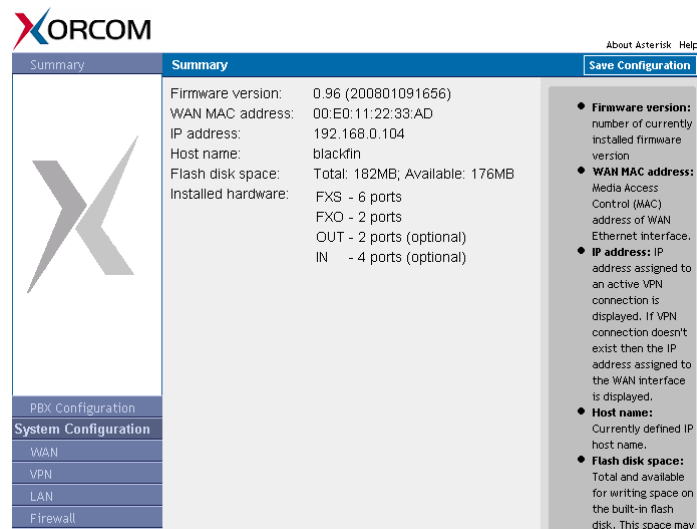 XORCOM
About Asterisk Help
Summary
Summary
Save Configuration
Firmware version: 0.96 (200801091656)
WAN MAC address: 00:E0:11:22:33:AD
IP address: 192.168.0.104
Host name: blackfin
Flash disk space: Total: 182MB; Available: 176MB
Installed hardware: FXS - 6 ports
FXO - 2 ports
OUT - 2 ports (optional)
IN - 4 ports (optional)
PBX Configuration
System Configuration
WAN
VPN
LAN
Firewall
Firmware version:
number of currently
installed firmware
version
WAN MAC address:
Media Access
Control (MAC)
address of WAN
Ethernet interface.
IP address: IP
address assigned to
an active VPN
connection is
displayed. If VPN
connection doesn't
exist then the IP
address assigned to
the WAN interface
is displayed.
Host name:
Currently defined IP
host name.
Flash disk space:
Total and available
for writing space on
the built-in flash
disk. This space may